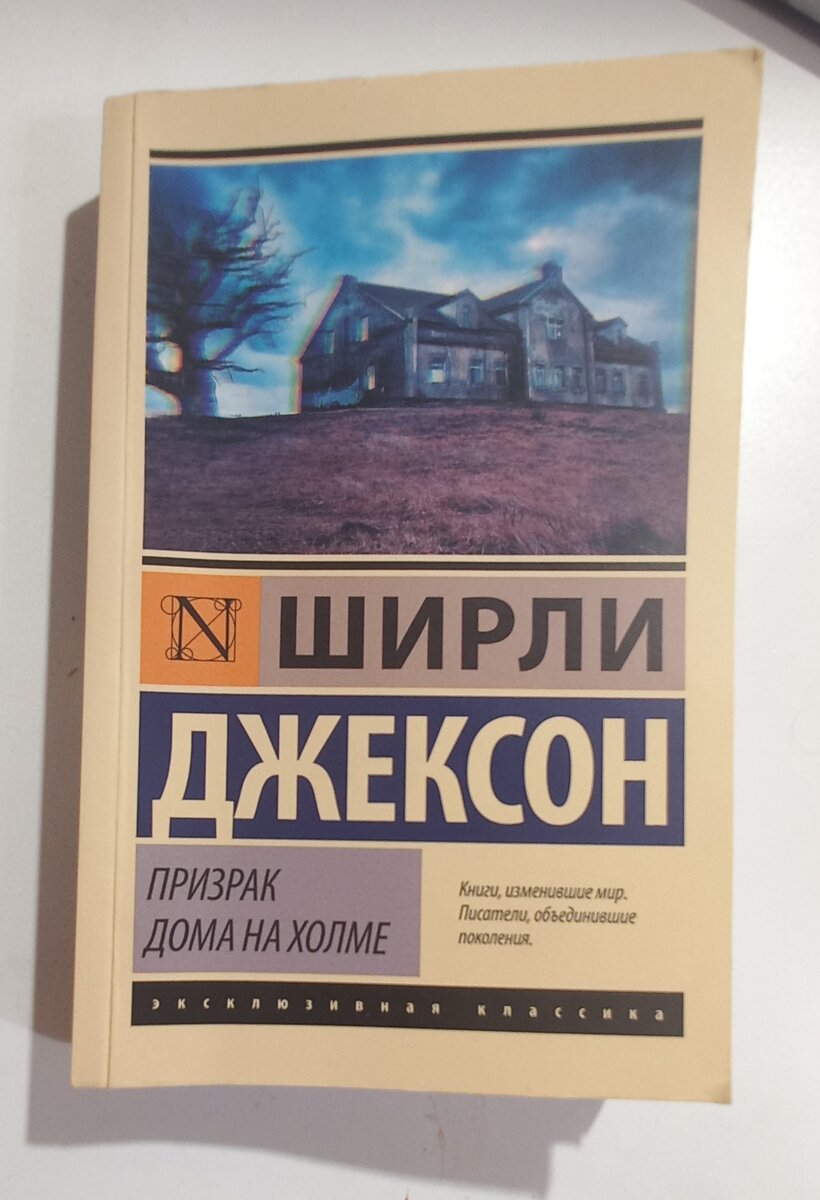 N
ШИРЛИ
ДЖЕКСОН
ПРИЗРАК
ДОМА НА ХОЛМЕ
Книги, изменившие мир.
Писатели, объединившие
поколения.
эксклюзивная классика